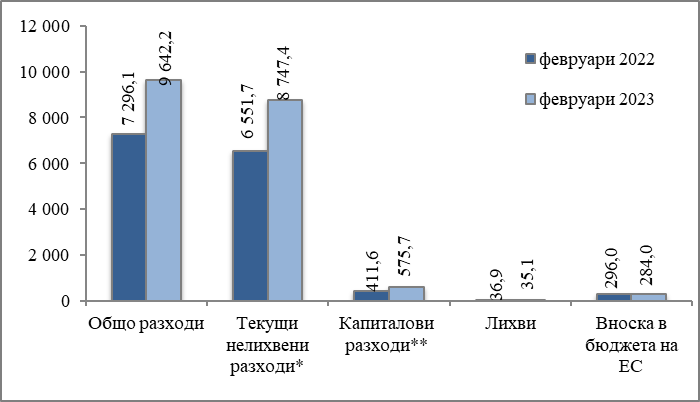 12 000
10 000
8 000
6 000
4 000
2 000
0
7 296,1
9 642,2
6 551,7
8 747,4
411,6
575,7
36,9
35,1
296,0
284,0
февруари 2022
февруари 2023
Общо разходи
Текущи
нелихвени
разходи*
Капиталови
разходи**
Лихви
Вноска в
бюджета на
ЕС